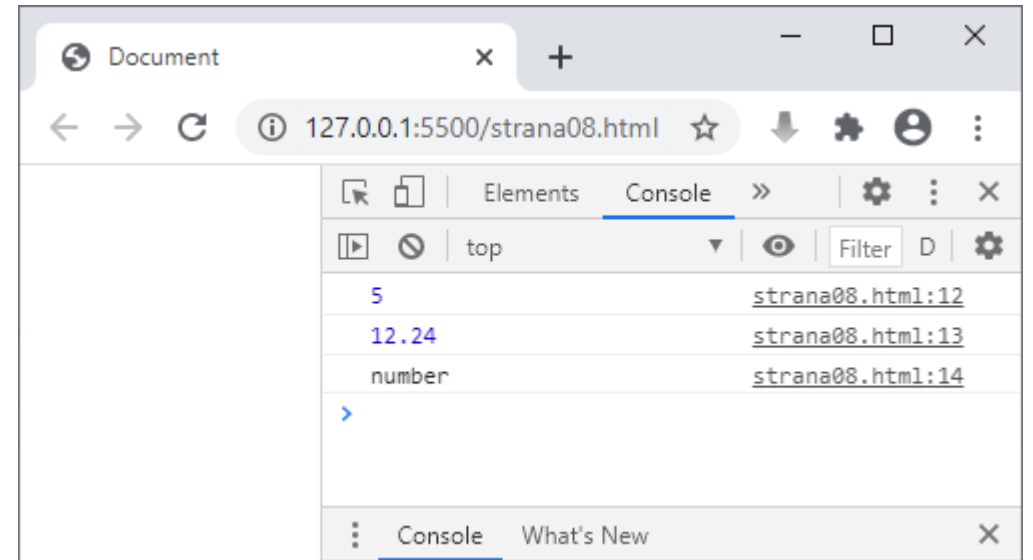 Document
127.0.0.1:5500/strana08.html
Elements Console
top Filter D
5 strana08.html:12
12.24 strana08.html:13
number strana08.html:14
Console What's New